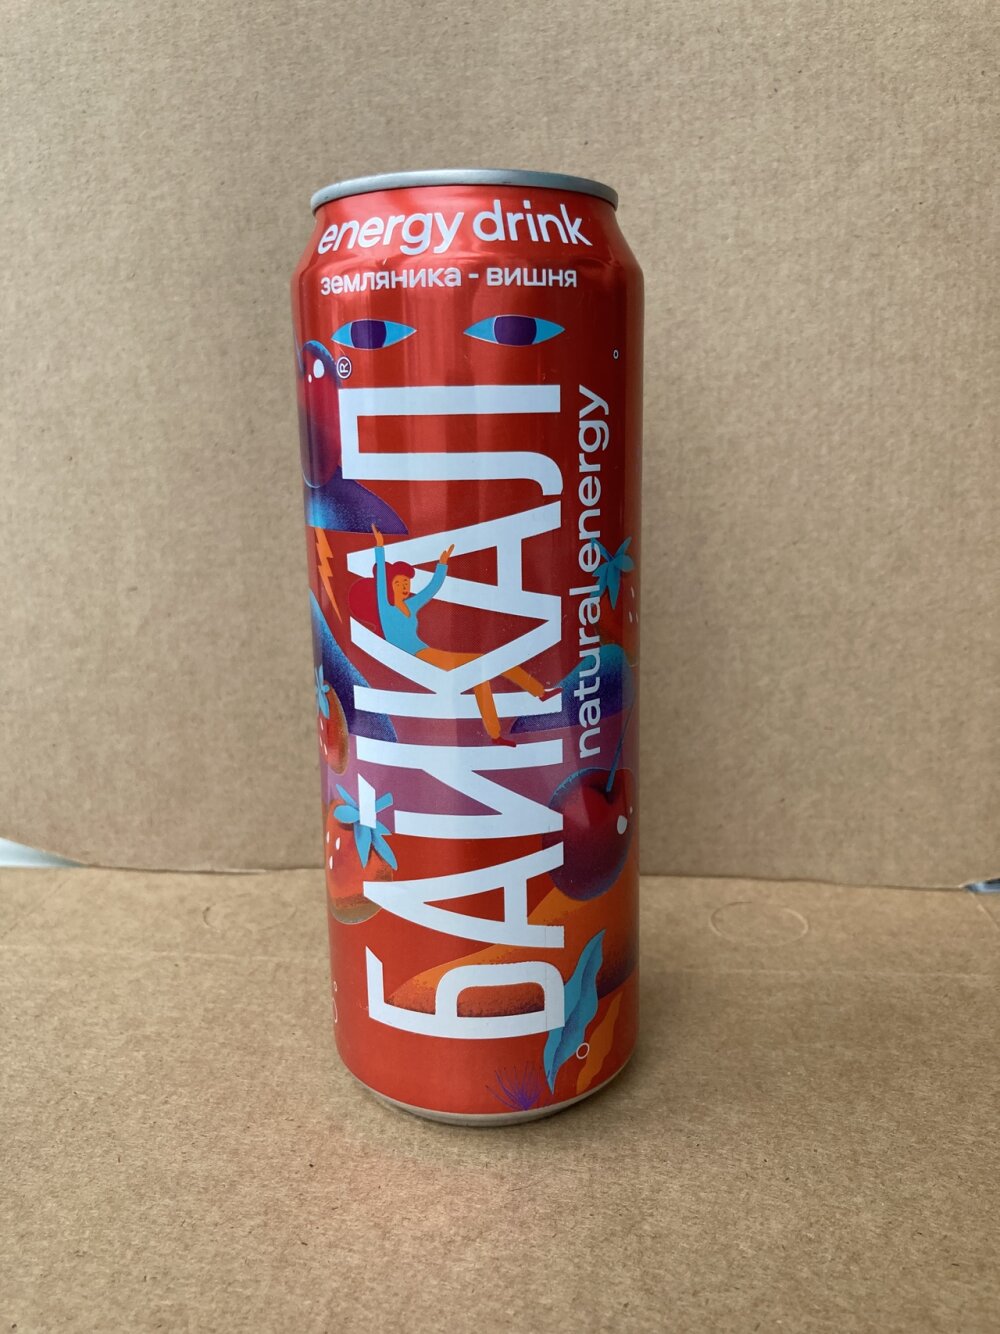 energy drink
земляника - вишня
БАЙКАЛ®
natural energy